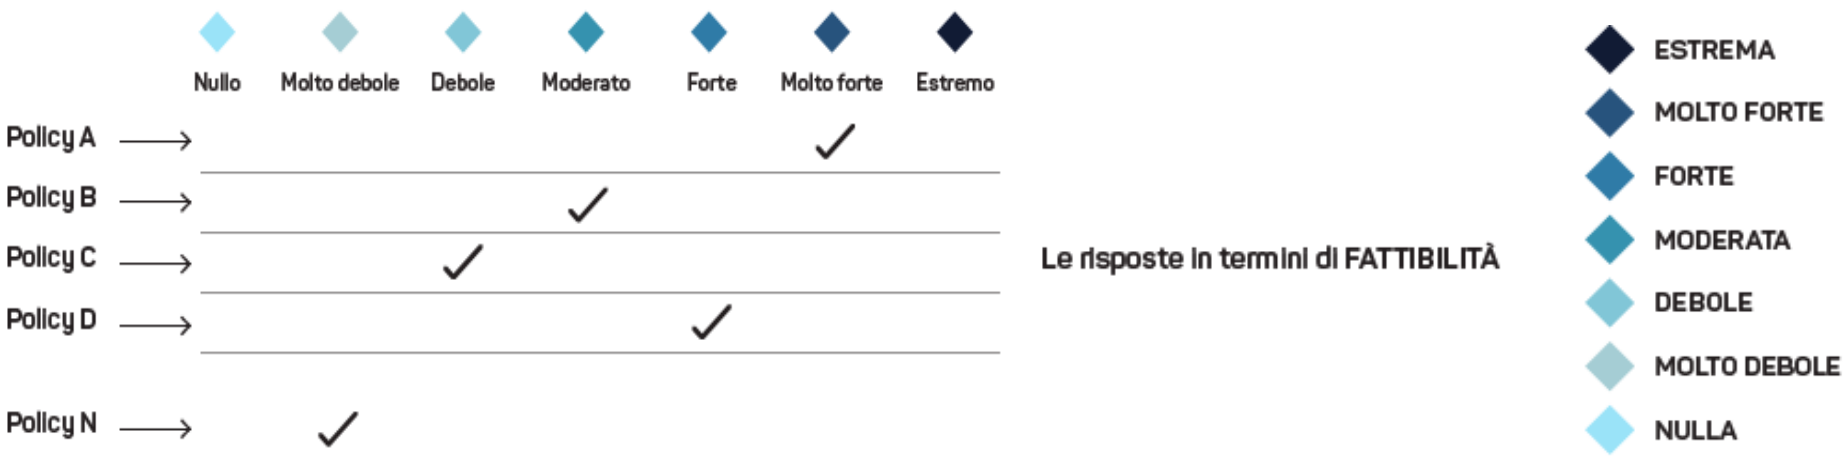 Nullo Molto debole Debole Moderato Forte Molto forte Estremo
Policy A
Policy B
Policy C
Policy D
Policy N
Le risposte in termini di FATTIBILITÀ
ESTREMA
MOLTO FORTE
FORTE
MODERATA
DEBOLE
MOLTO DEBOLE
NULLA